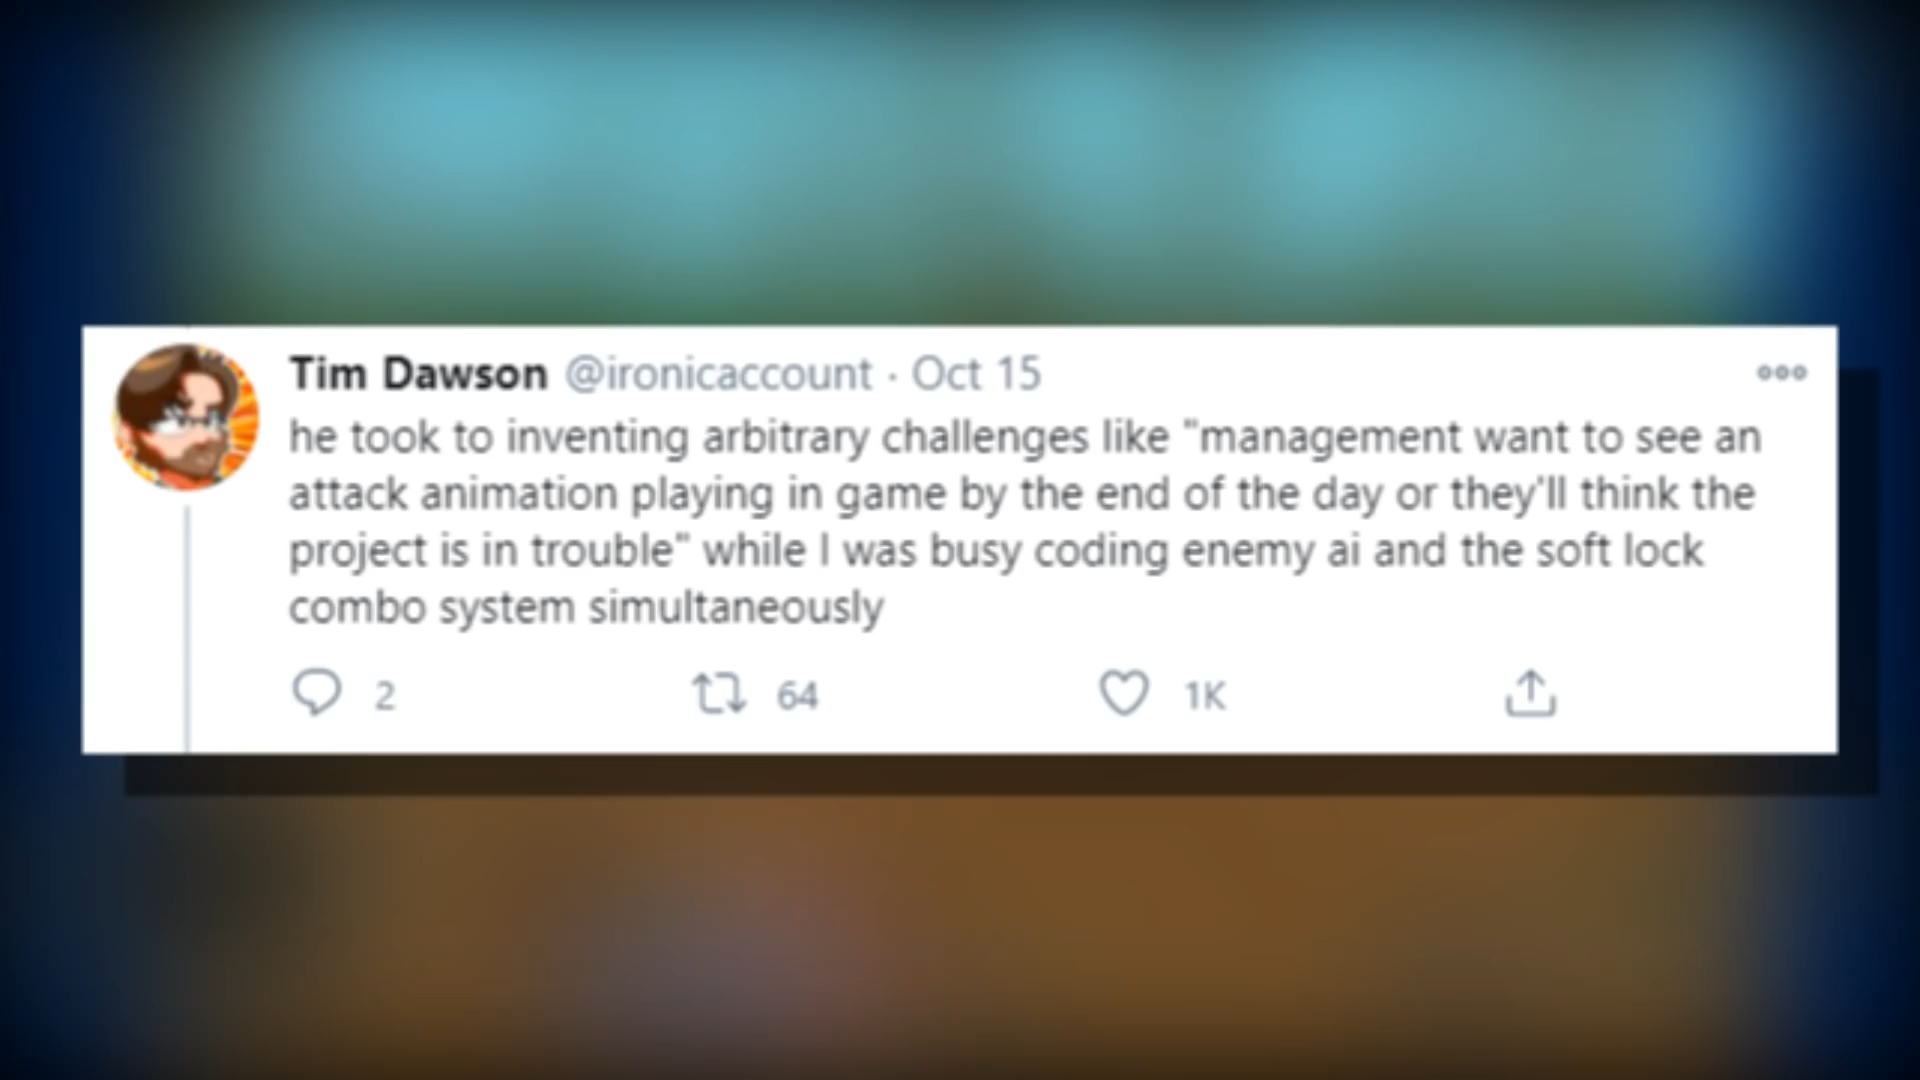 Tim Dawson @ironicaccount · Oct 15
he took to inventing arbitrary challenges like "management want to see an
attack animation playing in game by the end of the day or they'll think the
project is in trouble" while I was busy coding enemy ai and the soft lock
combo system simultaneously
2 64 1K